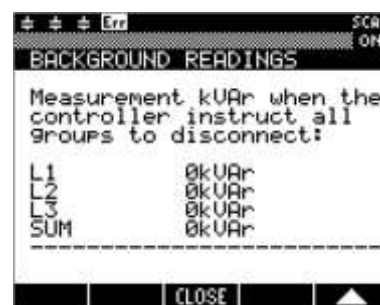 Err SCA
ON
BACKGROUND READINGS
Measurement kVAr when the
controller instruct all
groups to disconnect:
L1 0kVAr
L2 0kVAr
L3 0kVAr
SUM 0kVAr
CLOSE